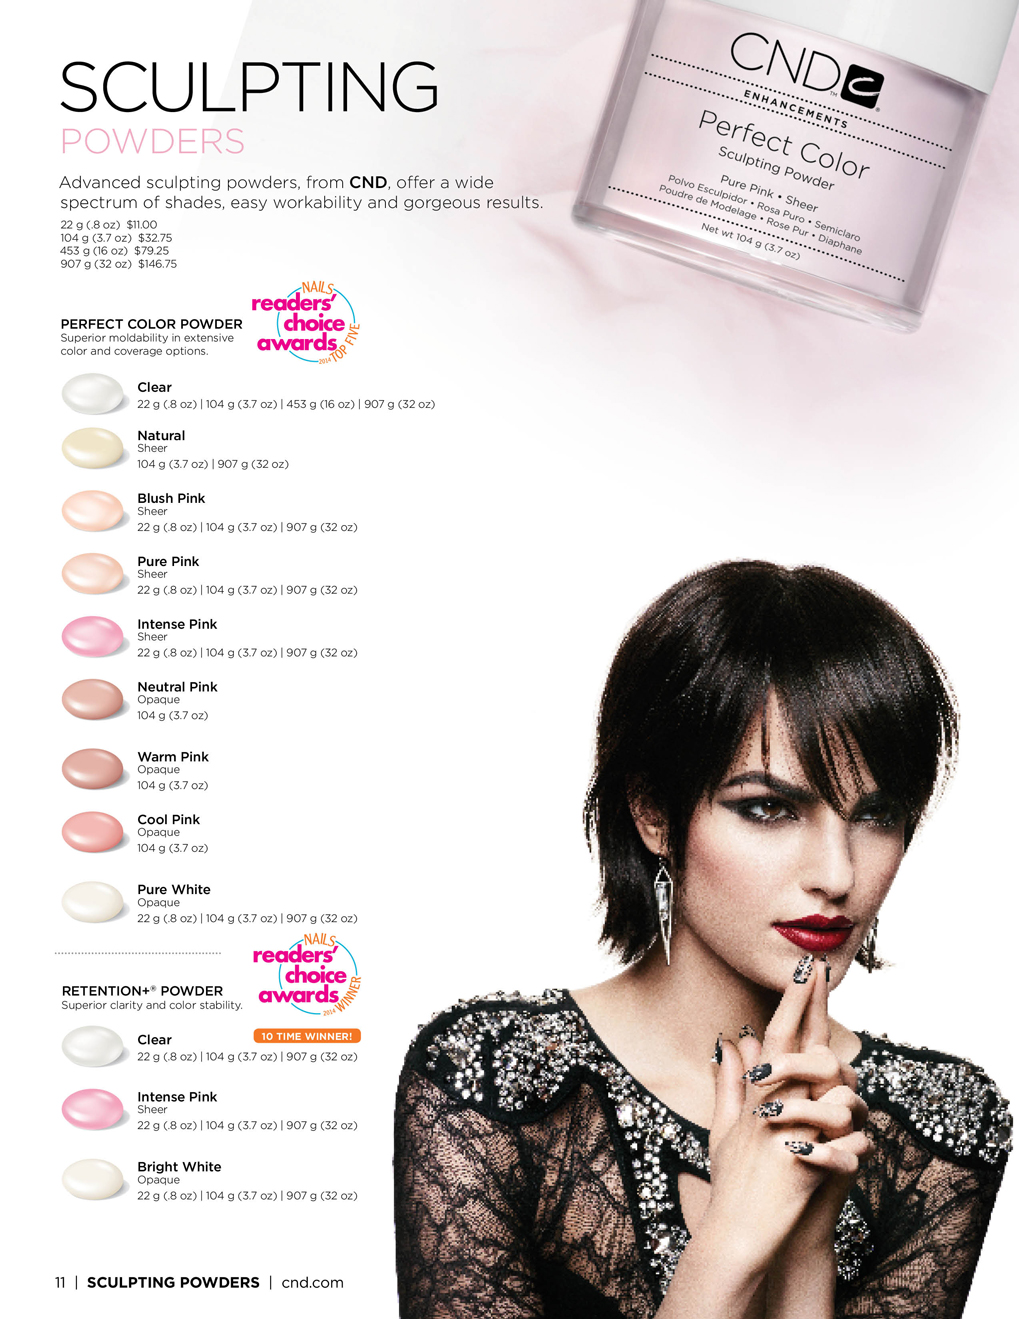 SCULPTING
POWDERS
Advanced sculpting powders, from CND, offer a wide
spectrum of shades, easy workability and gorgeous results.
22 g (.8 oz) $11.00
104 g (3.7 oz) $32.75
453 g (16 oz) $79.25
907 g (32 oz) $146.75
CND™
ENHANCEMENTS
Perfect Color
Sculpting Powder
Pure Pink • Sheer
Polvo Esculpidor • Rosa Puro • Semiclaro
Poudre de Modelage • Rose Pur • Diaphane
Net wt 104 g (3.7 oz)
NAILS
readers'
choice
awards
2014 TOP FIVE
PERFECT COLOR POWDER
Superior moldability in extensive
color and coverage options.
Clear
22 g (.8 oz) | 104 g (3.7 oz) | 453 g (16 oz) | 907 g (32 oz)
Natural
Sheer
104 g (3.7 oz) | 907 g (32 oz)
Blush Pink
Sheer
22 g (.8 oz) | 104 g (3.7 oz) | 907 g (32 oz)
Pure Pink
Sheer
22 g (.8 oz) | 104 g (3.7 oz) | 907 g (32 oz)
Intense Pink
Sheer
22 g (.8 oz) | 104 g (3.7 oz) | 907 g (32 oz)
Neutral Pink
Opaque
104 g (3.7 oz)
Warm Pink
Opaque
104 g (3.7 oz)
Cool Pink
Opaque
104 g (3.7 oz)
Pure White
Opaque
22 g (.8 oz) | 104 g (3.7 oz) | 907 g (32 oz)
NAILS
readers'
choice
awards
2014 WINNER
10 TIME WINNER!
RETENTION+® POWDER
Superior clarity and color stability.
Clear
22 g (.8 oz) | 104 g (3.7 oz) | 907 g (32 oz)
Intense Pink
Sheer
22 g (.8 oz) | 104 g (3.7 oz) | 907 g (32 oz)
Bright White
Opaque
22 g (.8 oz) | 104 g (3.7 oz) | 907 g (32 oz)
11 | SCULPTING POWDERS | cnd.com